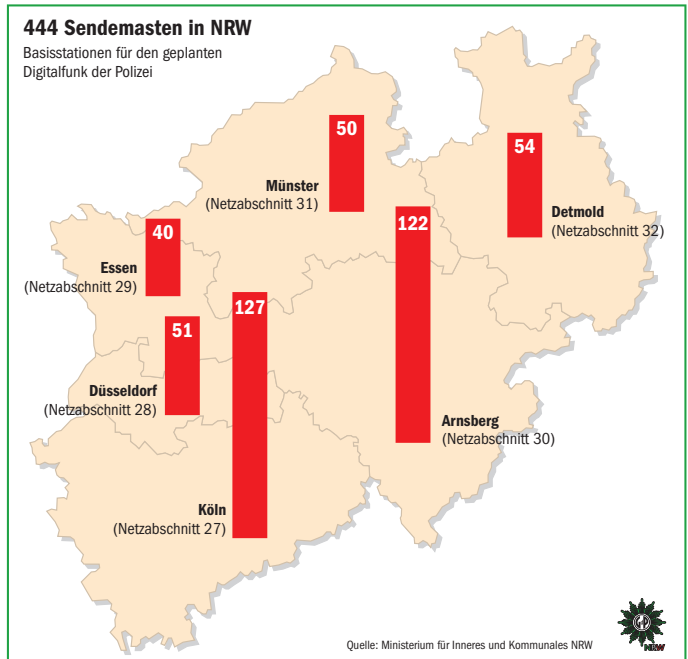 444 Sendemasten in NRW
Basisstationen für den geplanten
Digitalfunk der Polizei
50
Münster
(Netzabschnitt 31)
54
Detmold
(Netzabschnitt 32)
40
Essen
(Netzabschnitt 29)
122
Arnsberg
(Netzabschnitt 30)
51
Düsseldorf
(Netzabschnitt 28)
127
Köln
(Netzabschnitt 27)
Quelle: Ministerium für Inneres und Kommunales NRW
GdP
NRW